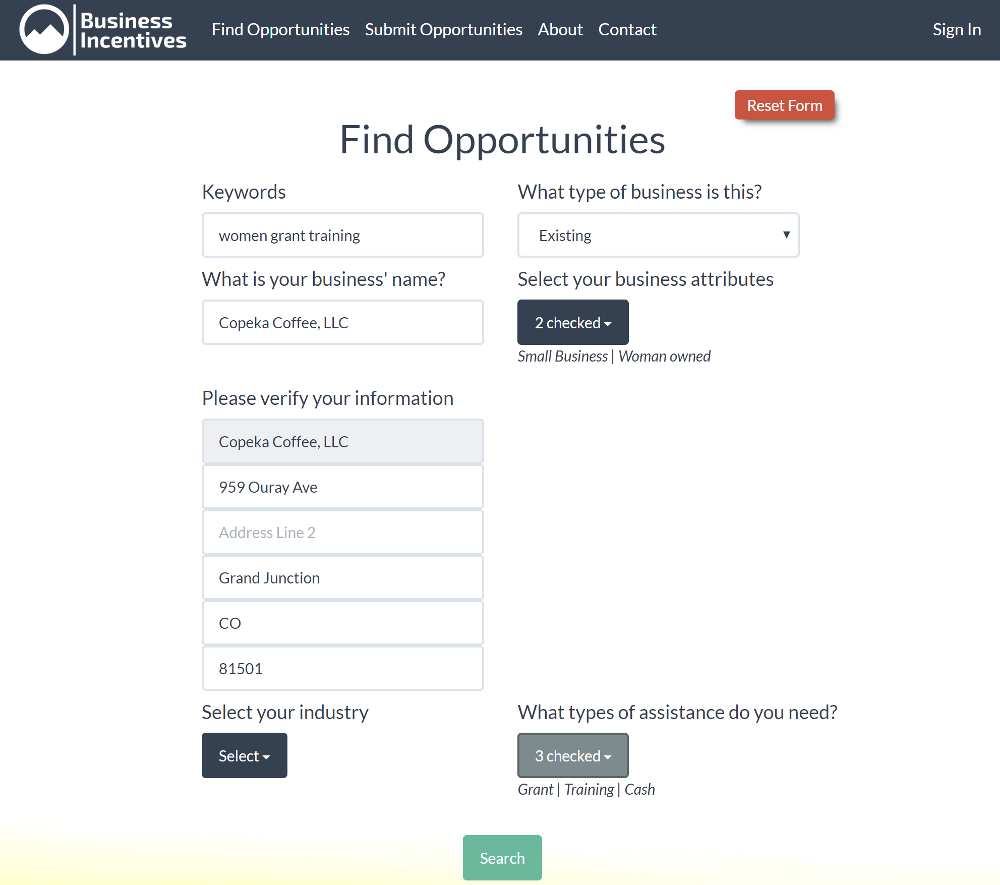 Business
Incentives
Find Opportunities Submit Opportunities About Contact Sign In
Reset Form
Find Opportunities
Keywords
women grant training
What type of business is this?
Existing
What is your business' name?
Copeka Coffee, LLC
Select your business attributes
2 checked
Small Business | Woman owned
Please verify your information
Copeka Coffee, LLC
959 Ouray Ave
Address Line 2
Grand Junction
CO
81501
Select your industry
Select
What types of assistance do you need?
3 checked
Grant | Training | Cash
Search